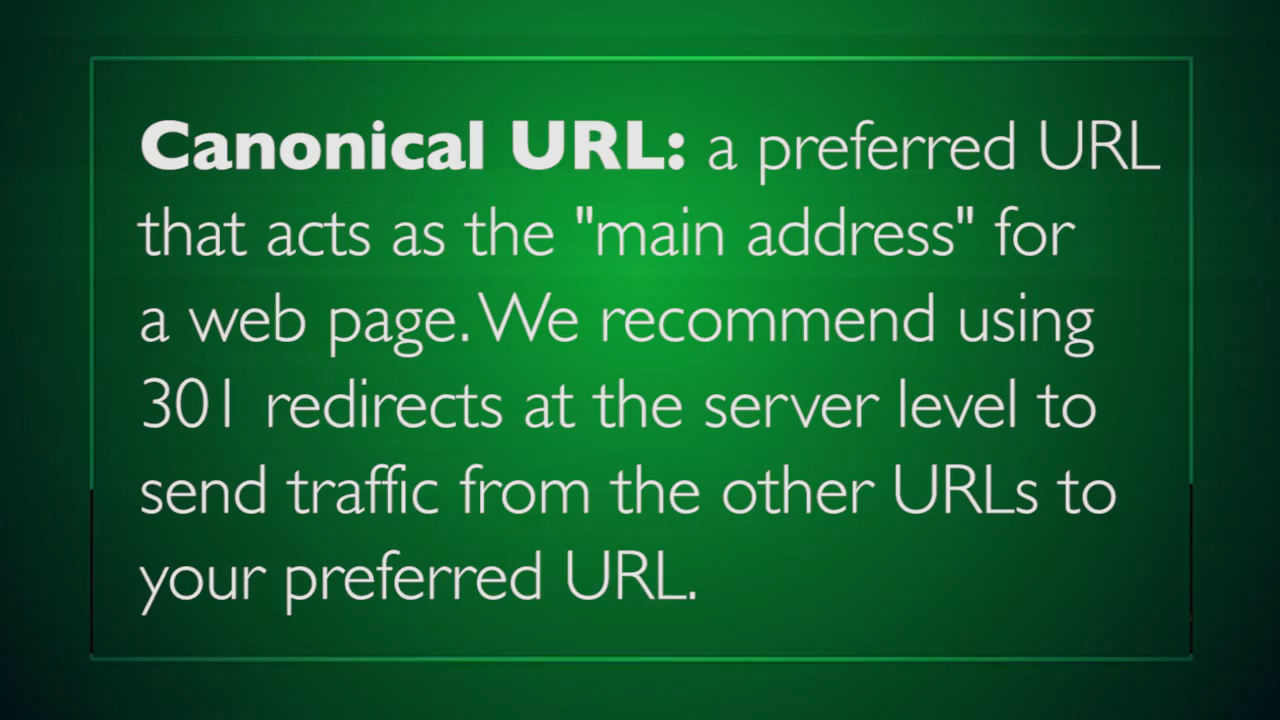 Canonical URL: a preferred URL
that acts as the "main address" for
a web page. We recommend using
301 redirects at the server level to
send traffic from the other URLs to
your preferred URL.